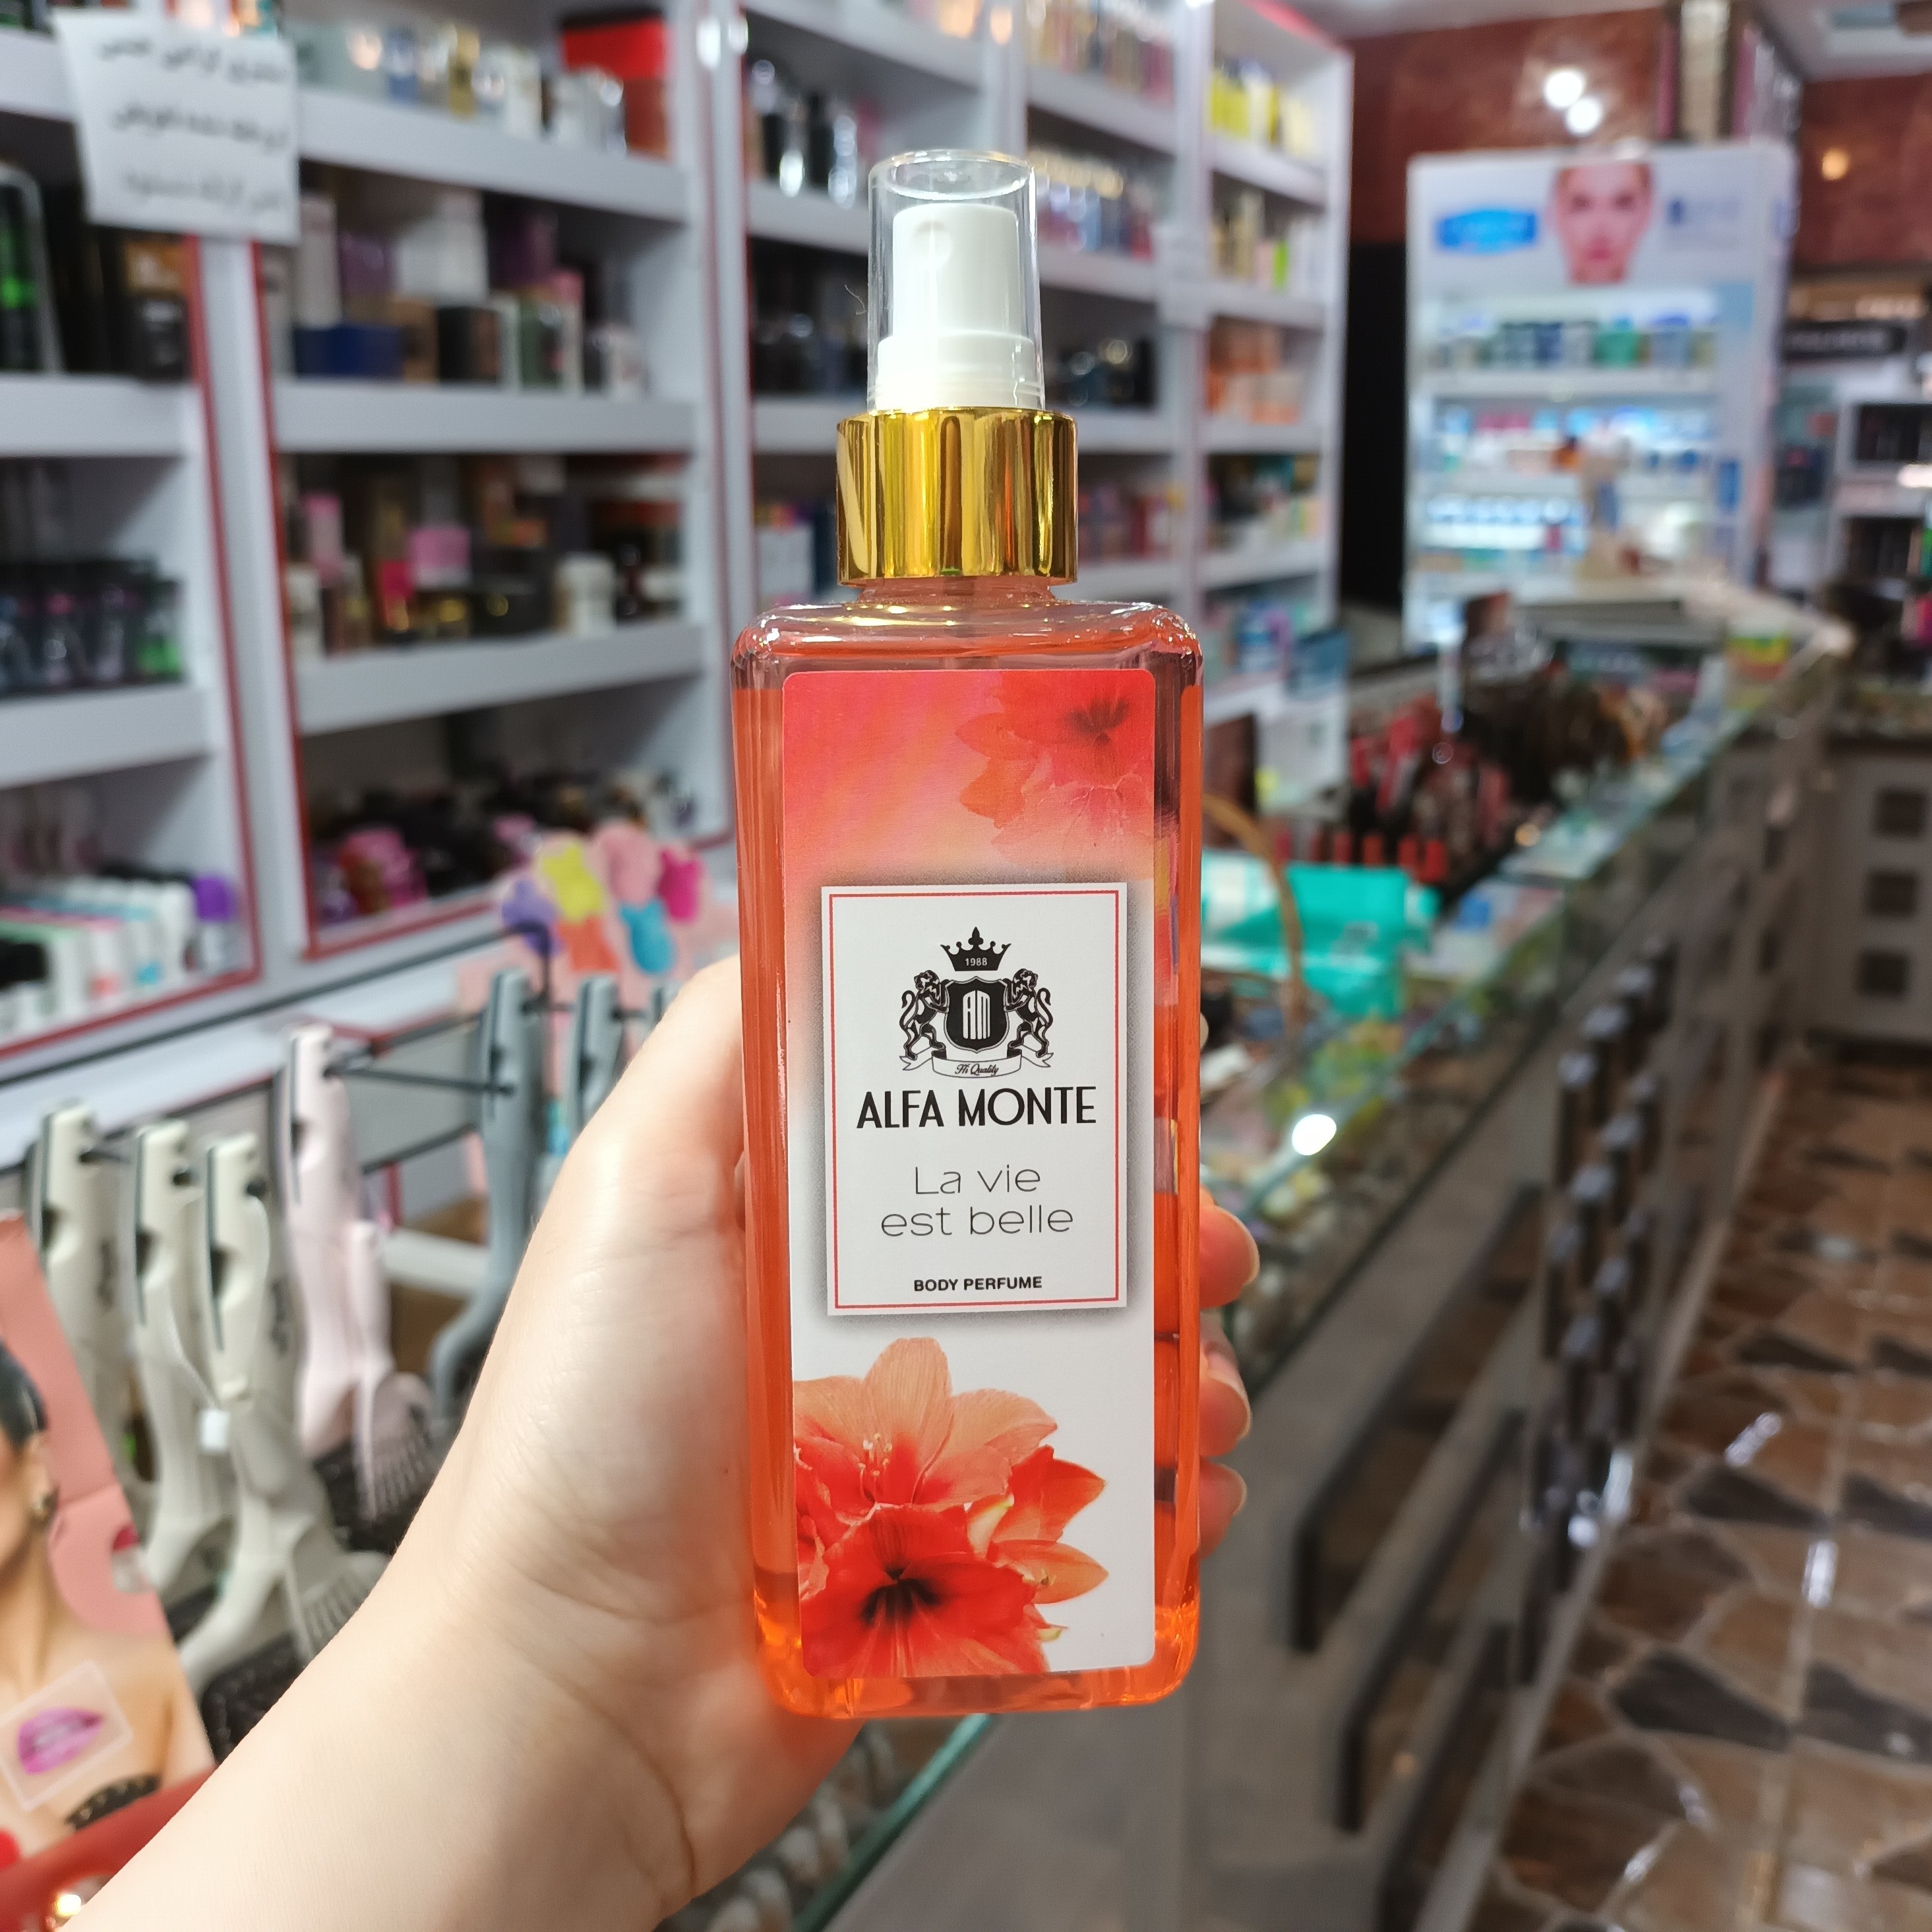 1988
AM
Hi Quality
ALFA MONTE
La vie
est belle
BODY PERFUME